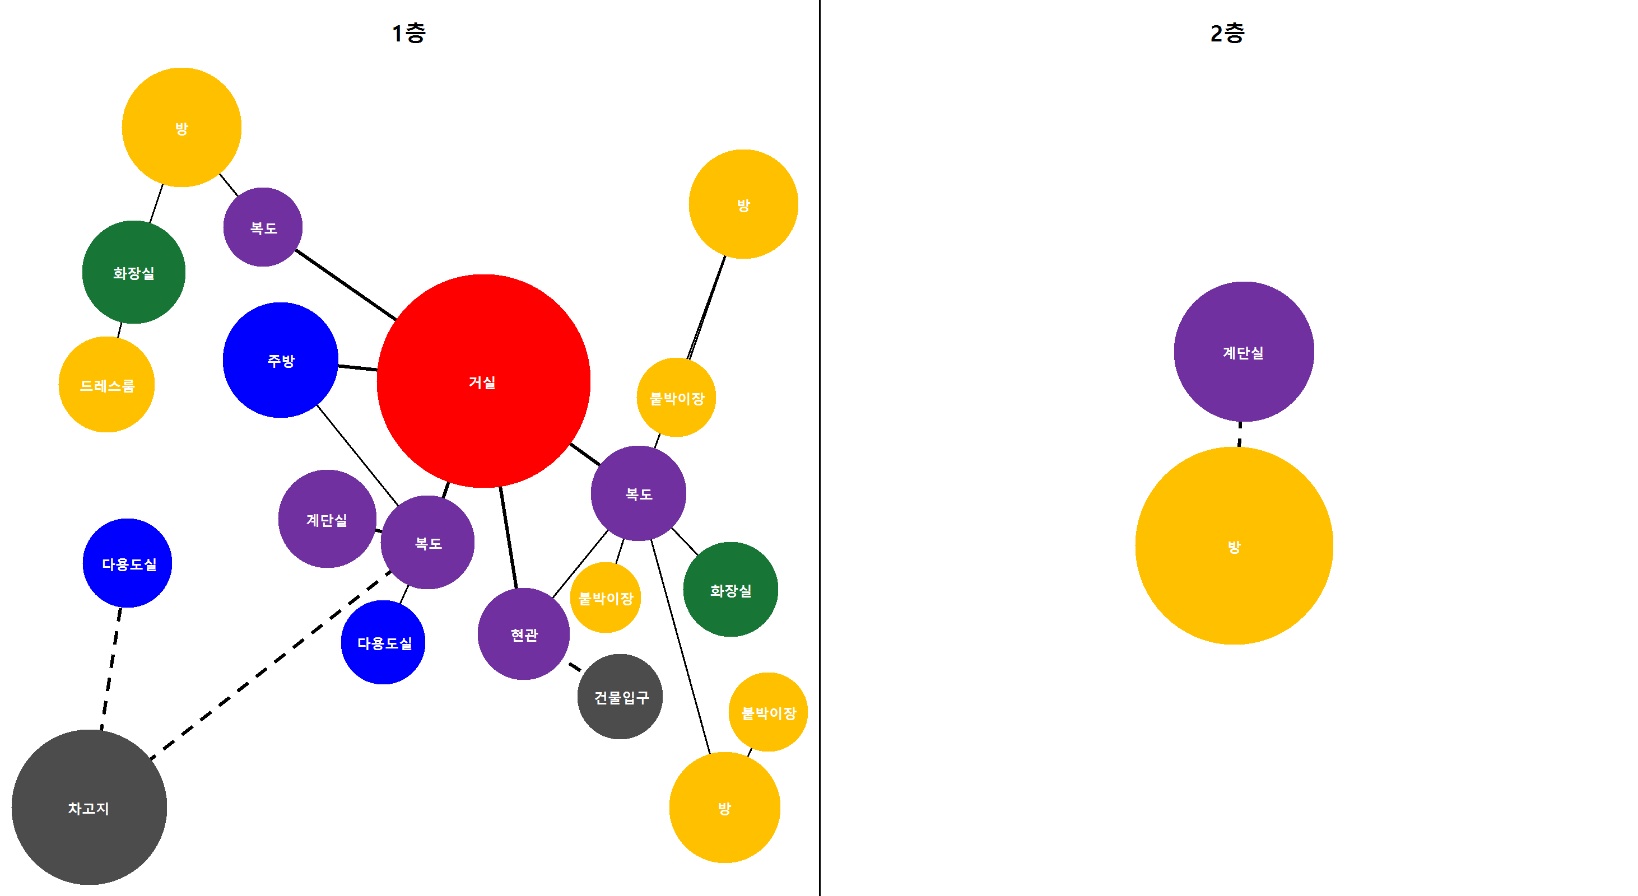 1층
2층
방
방
복도
화장실
계단실
주방
거실
드레스룸
붙박이장
복도
계단실
복도
방
다용도실
화장실
붙박이장
현관
다용도실
건물입구
붙박이장
차고지
방